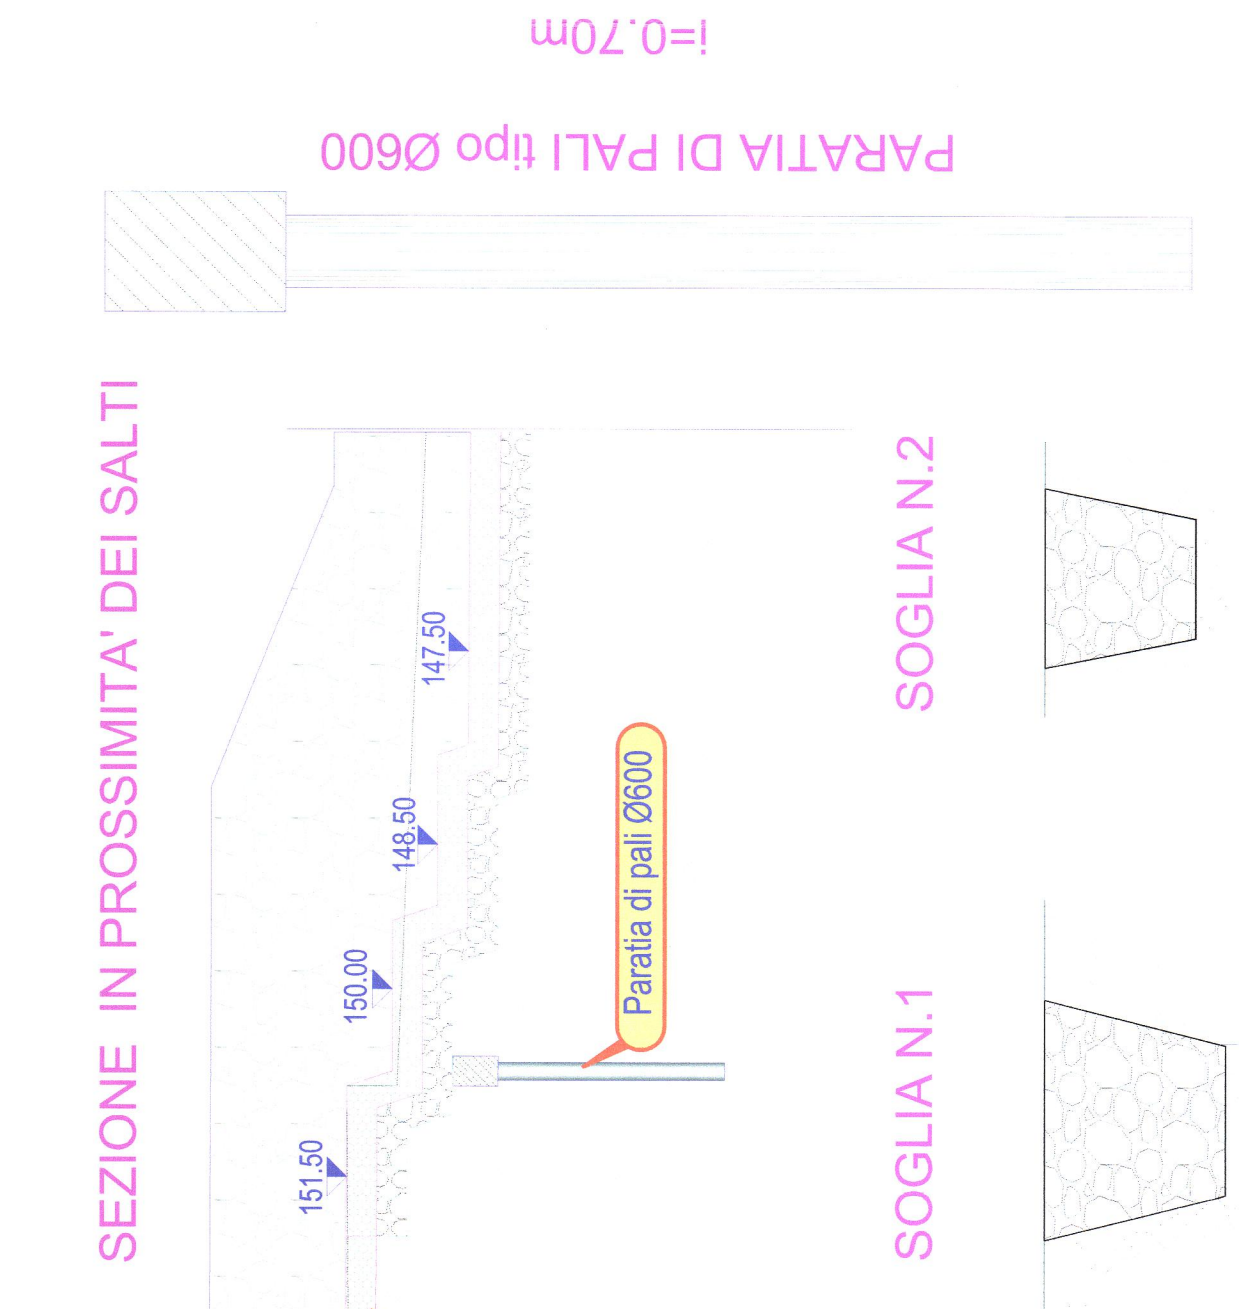 PARATIA DI PALI tipo Ø600
i=0.70m
SEZIONE IN PROSSIMITA' DEI SALTI
151.50
150.00
148.50
147.50
Paratia di pali Ø600
SOGLIA N.1
SOGLIA N.2